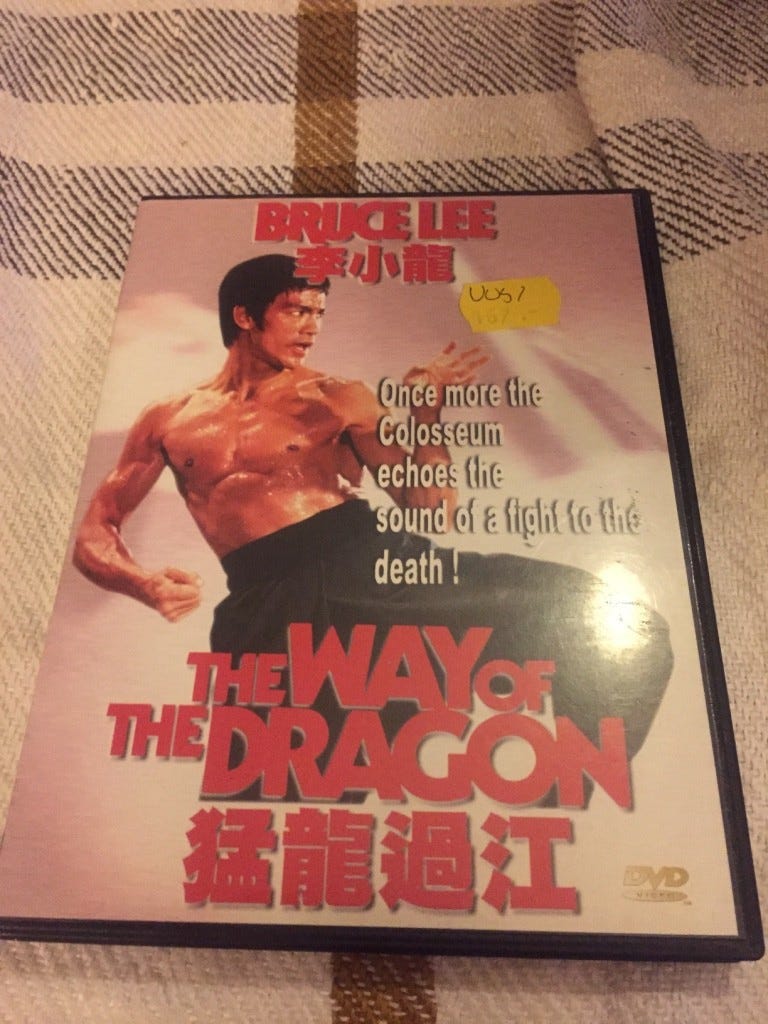 BRUCE LEE
李小龍
Once more the
Colosseum
echoes the
sound of a fight to the
death !
THE WAY OF
THE DRAGON
猛龍過江
DVD
VIDEO